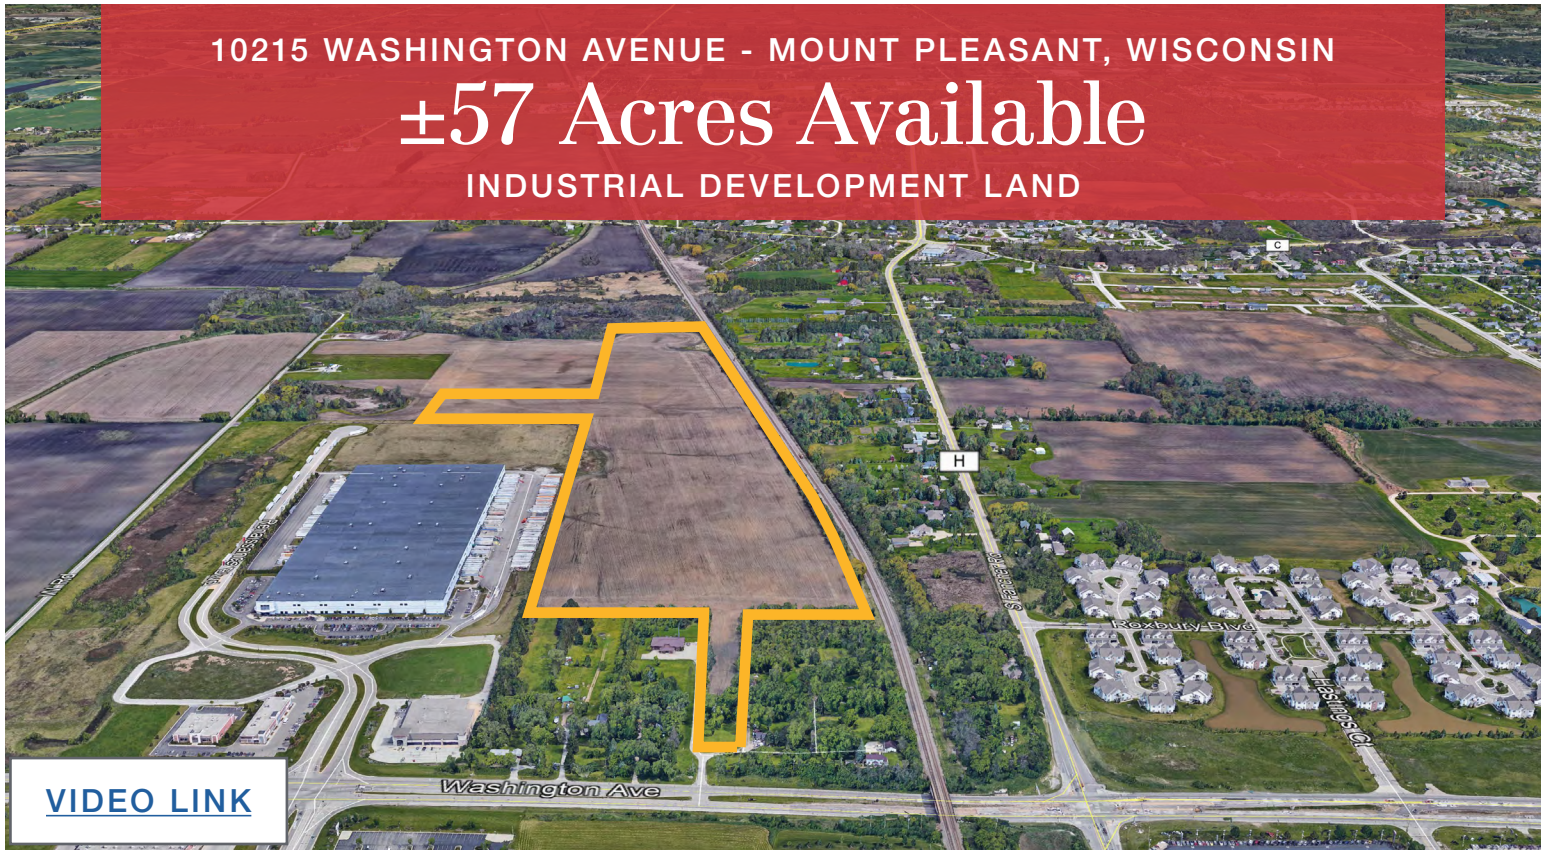 10215 WASHINGTON AVENUE - MOUNT PLEASANT, WISCONSIN
±57 Acres Available
INDUSTRIAL DEVELOPMENT LAND
C
H
Roxbury Blvd
Hastings Ct
Washington Ave
VIDEO LINK